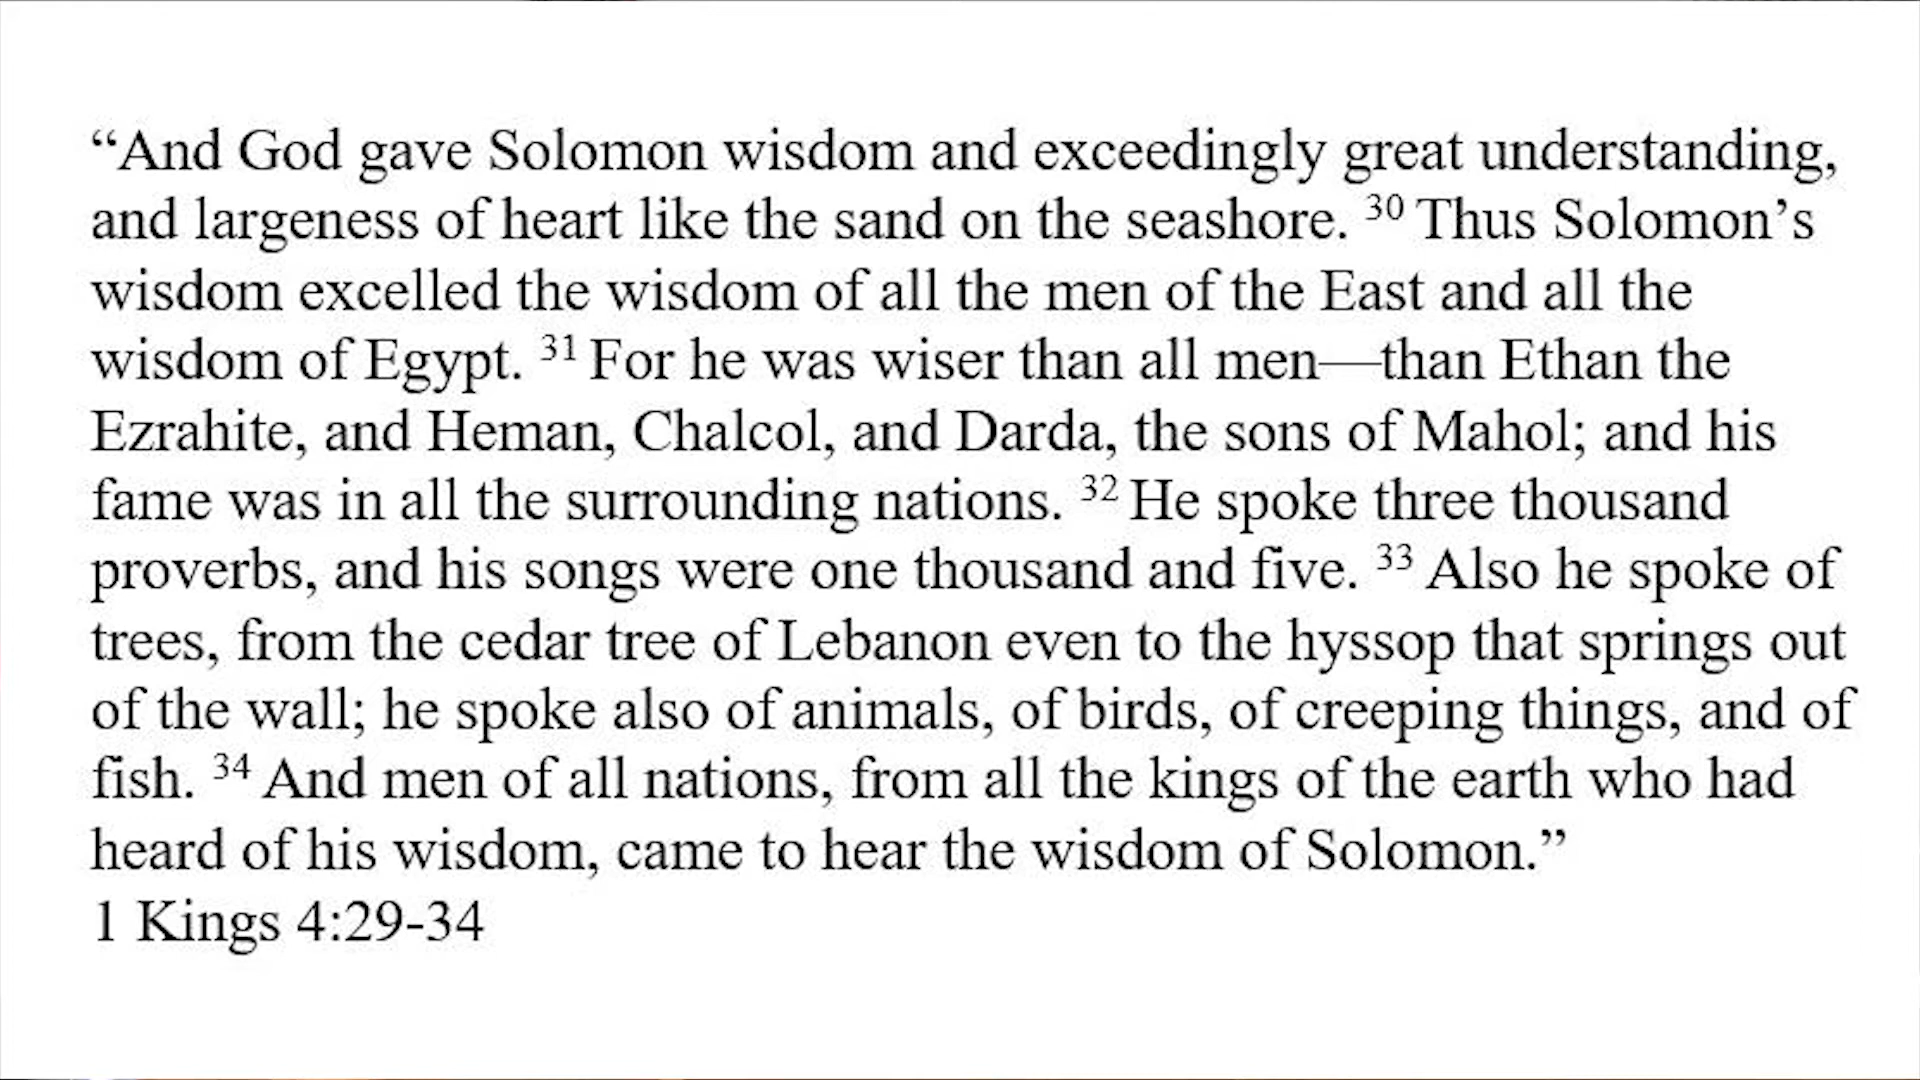 “And God gave Solomon wisdom and exceedingly great understanding,
and largeness of heart like the sand on the seashore. 30 Thus Solomon’s
wisdom excelled the wisdom of all the men of the East and all the
wisdom of Egypt. 31 For he was wiser than all men—than Ethan the
Ezrahite, and Heman, Chalcol, and Darda, the sons of Mahol; and his
fame was in all the surrounding nations. 32 He spoke three thousand
proverbs, and his songs were one thousand and five. 33 Also he spoke of
trees, from the cedar tree of Lebanon even to the hyssop that springs out
of the wall; he spoke also of animals, of birds, of creeping things, and of
fish. 34 And men of all nations, from all the kings of the earth who had
heard of his wisdom, came to hear the wisdom of Solomon.”
1 Kings 4:29-34